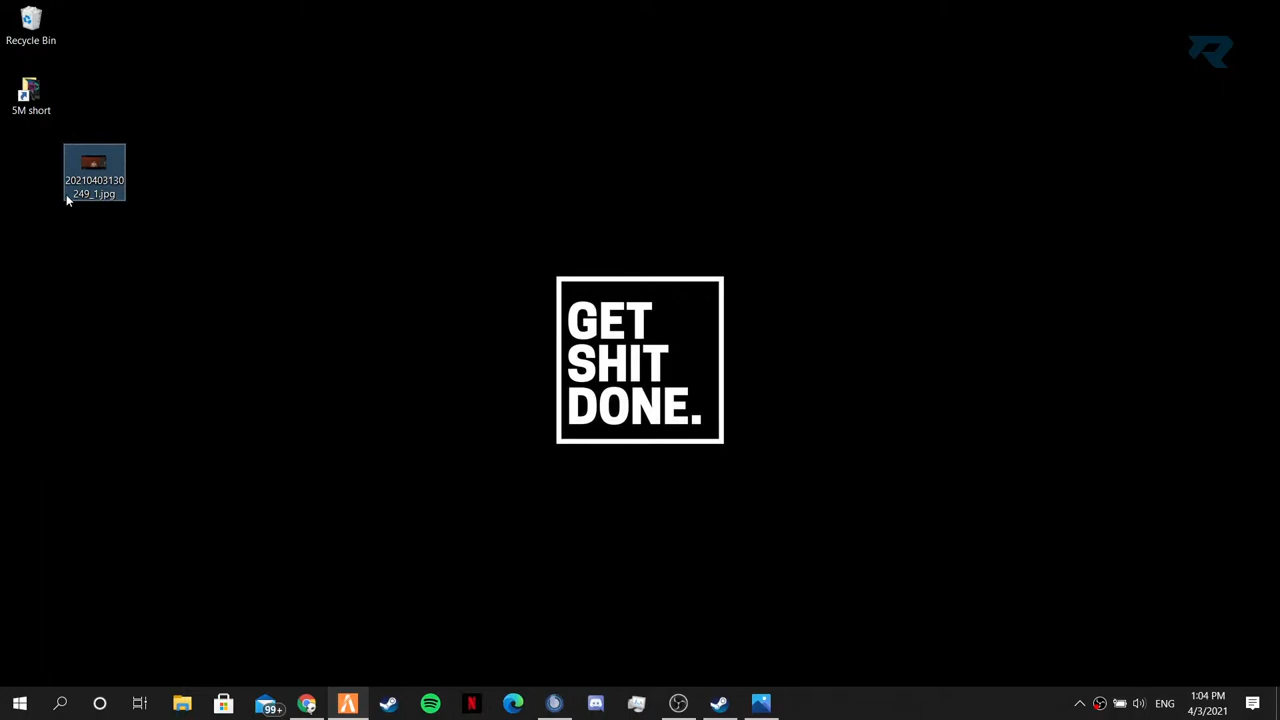 Recycle Bin
5M short
20210403130
249_1.jpg
GET
SHIT
DONE.
99+
ENG
1:04 PM
4/3/2021